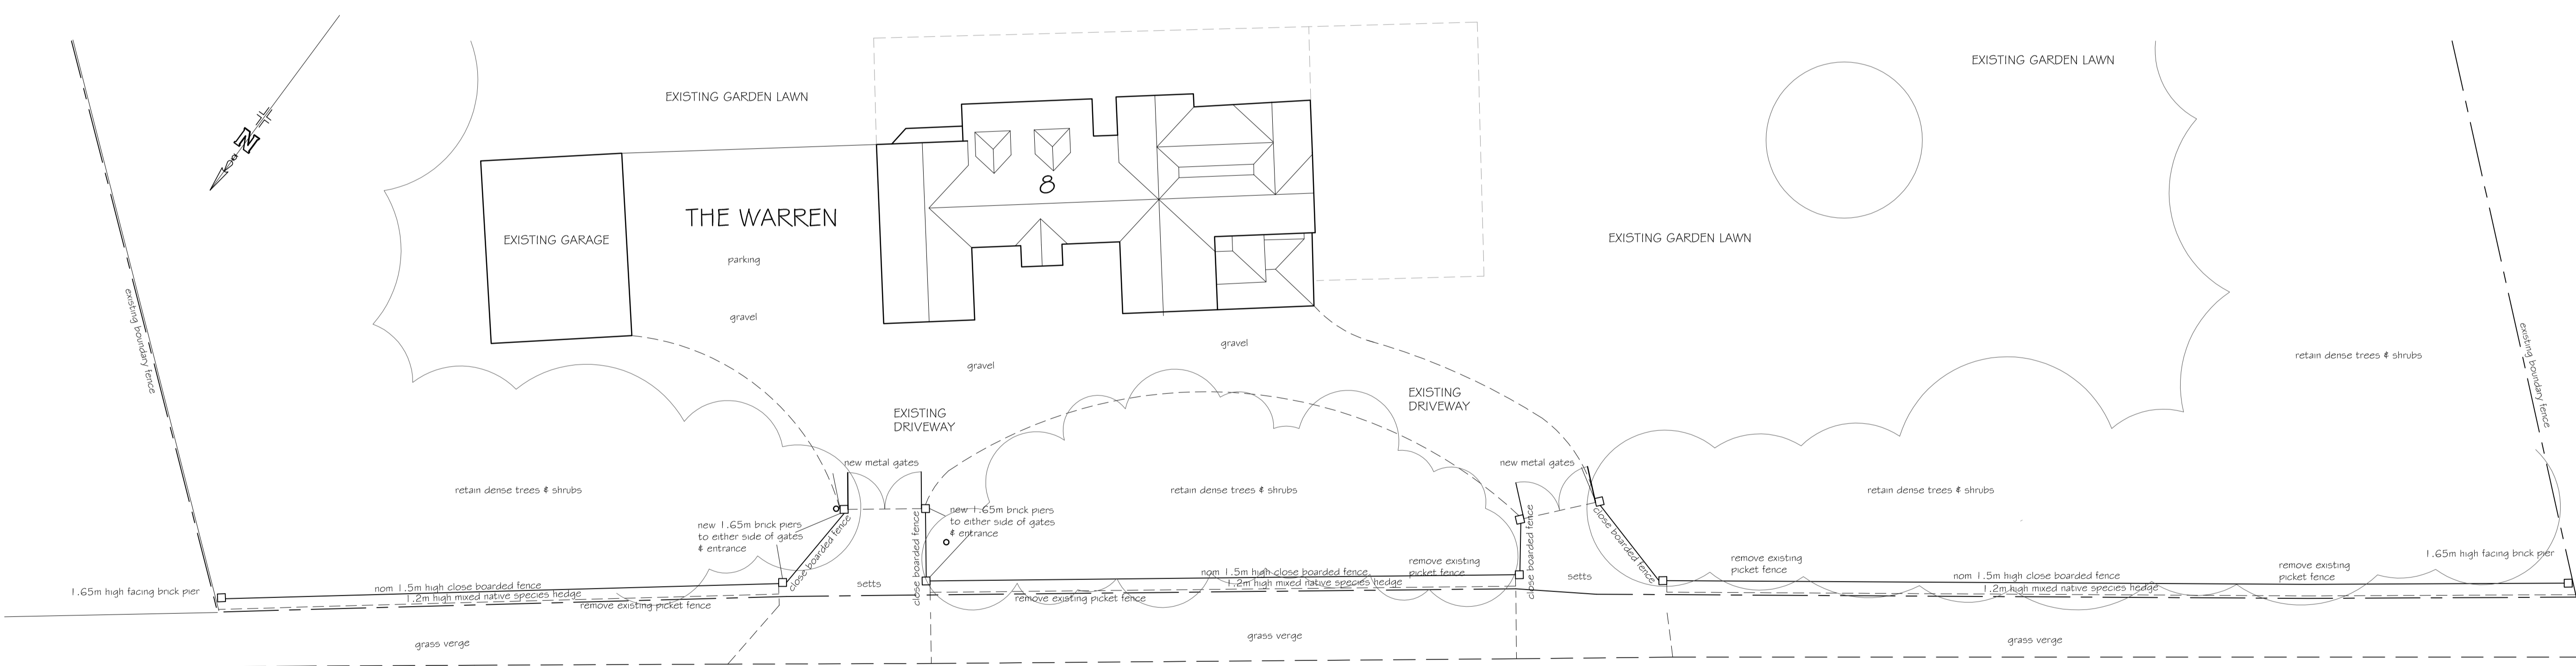 EXISTING GARDEN LAWN
EXISTING GARDEN LAWN
N
8
THE WARREN
EXISTING GARAGE
EXISTING GARDEN LAWN
parking
gravel
gravel
gravel
existing boundary fence
existing boundary fence
retain dense trees & shrubs
EXISTING
DRIVEWAY
EXISTING
DRIVEWAY
new metal gates
new metal gates
retain dense trees & shrubs
retain dense trees & shrubs
retain dense trees & shrubs
new 1.65m brick piers
to either side of gates
& entrance
close boarded fence
close boarded fence
new 1.65m brick piers
to either side of gates
& entrance
close boarded fence
close boarded fence
remove existing
picket fence
remove existing
picket fence
remove existing
picket fence
1.65m high facing brick pier
1.65m high facing brick pier
nom 1.5m high close boarded fence
1.2m high mixed native species hedge
remove existing picket fence
setts
nom 1.5m high close boarded fence
1.2m high mixed native species hedge
remove existing picket fence
setts
nom 1.5m high close boarded fence
1.2m high mixed native species hedge
grass verge
grass verge
grass verge